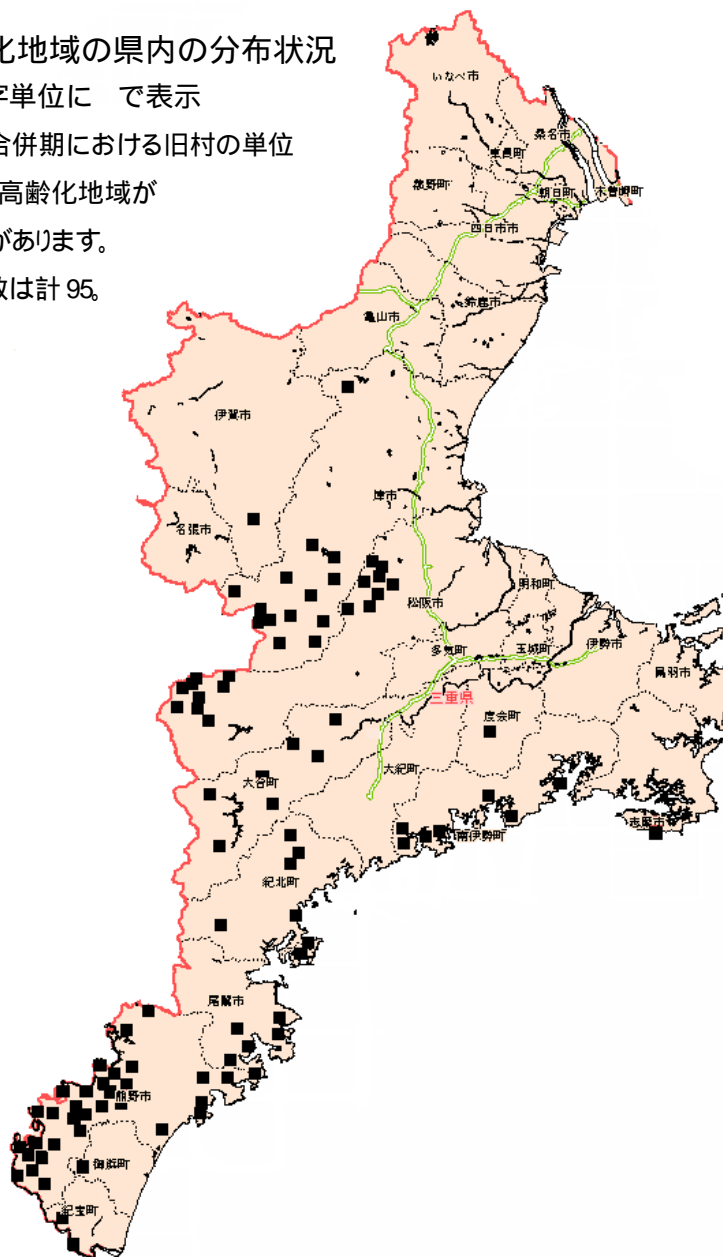 化地域の県内の分布状況
字単位に　で表示
合併期における旧村の単位
高齢化地域が
があります。
数は計 95。
いなべ市
桑名市
東員町
菰野町
朝日町
木曽岬町
四日市市
鈴鹿市
亀山市
伊賀市
津市
名張市
明和町
松阪市
多気町
玉城町
伊勢市
鳥羽市
三重県
度会町
大紀町
大台町
志摩市
南伊勢町
紀北町
尾鷲市
熊野市
御浜町
紀宝町